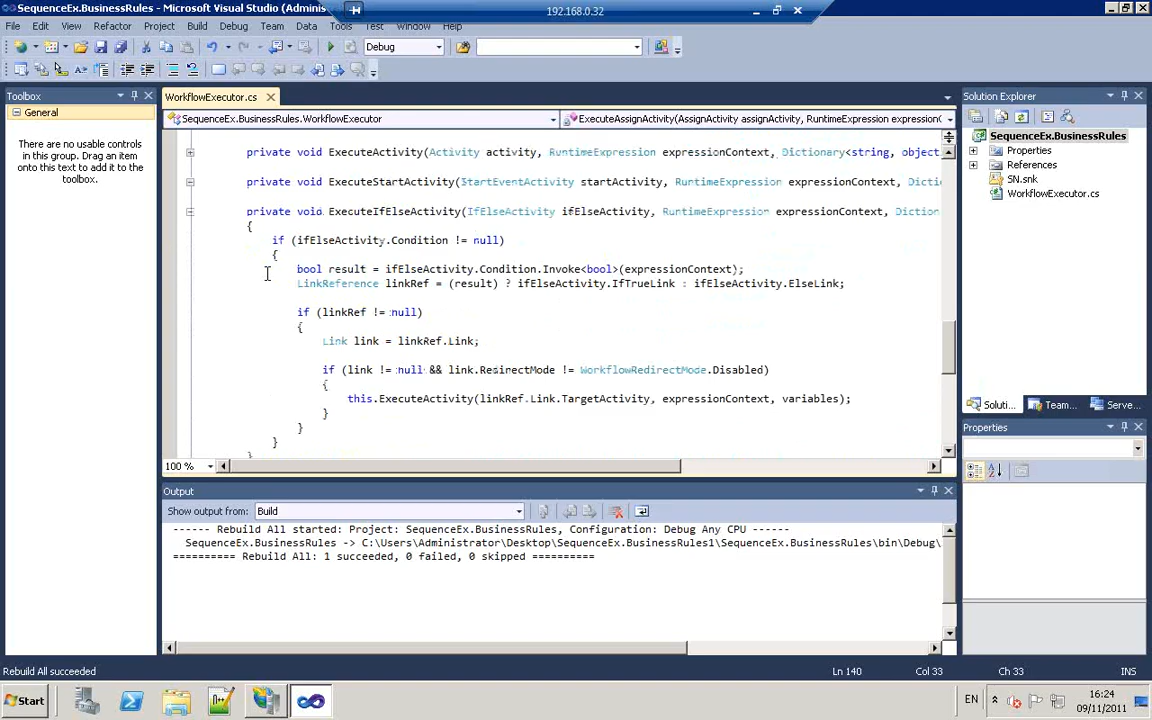 SequenceEx.BusinessRules - Microsoft Visual Studio (Adminis
192.168.0.32
File Edit View Refactor Project Build Debug Team Data Tools Test Window Help
Debug
Toolbox
General
There are no usable controls
in this group. Drag an item
onto this text to add it to the
toolbox.
WorkflowExecutor.cs
SequenceEx.BusinessRules.WorkflowExecutor
ExecuteAssignActivity(AssignActivity assignActivity, RuntimeExpression expressionC
private void ExecuteActivity(Activity activity, RuntimeExpression expressionContext, Dictionary<string, object
private void ExecuteStartActivity(StartEventActivity startActivity, RuntimeExpression expressionContext, Dicti
private void ExecuteIfElseActivity(IfElseActivity ifElseActivity, RuntimeExpression expressionContext, Diction
{
if (ifElseActivity.Condition != null)
{
bool result = ifElseActivity.Condition.Invoke<bool>(expressionContext);
LinkReference linkRef = (result) ? ifElseActivity.IfTrueLink : ifElseActivity.ElseLink;
if (linkRef != null)
{
Link link = linkRef.Link;
if (link != null && link.RedirectMode != WorkflowRedirectMode.Disabled)
{
this.ExecuteActivity(linkRef.Link.TargetActivity, expressionContext, variables);
}
}
}
100 %
Output
Show output from: Build
------ Rebuild All started: Project: SequenceEx.BusinessRules, Configuration: Debug Any CPU ------
SequenceEx.BusinessRules -> C:\Users\Administrator\Desktop\SequenceEx.BusinessRules1\SequenceEx.BusinessRules\bin\Debug\
========== Rebuild All: 1 succeeded, 0 failed, 0 skipped ==========
Solution Explorer
SequenceEx.BusinessRules
Properties
References
SN.snk
WorkflowExecutor.cs
Soluti... Team... Serve...
Properties
Rebuild All succeeded
Ln 140 Col 33 Ch 33 INS
Start
EN
16:24
09/11/2011